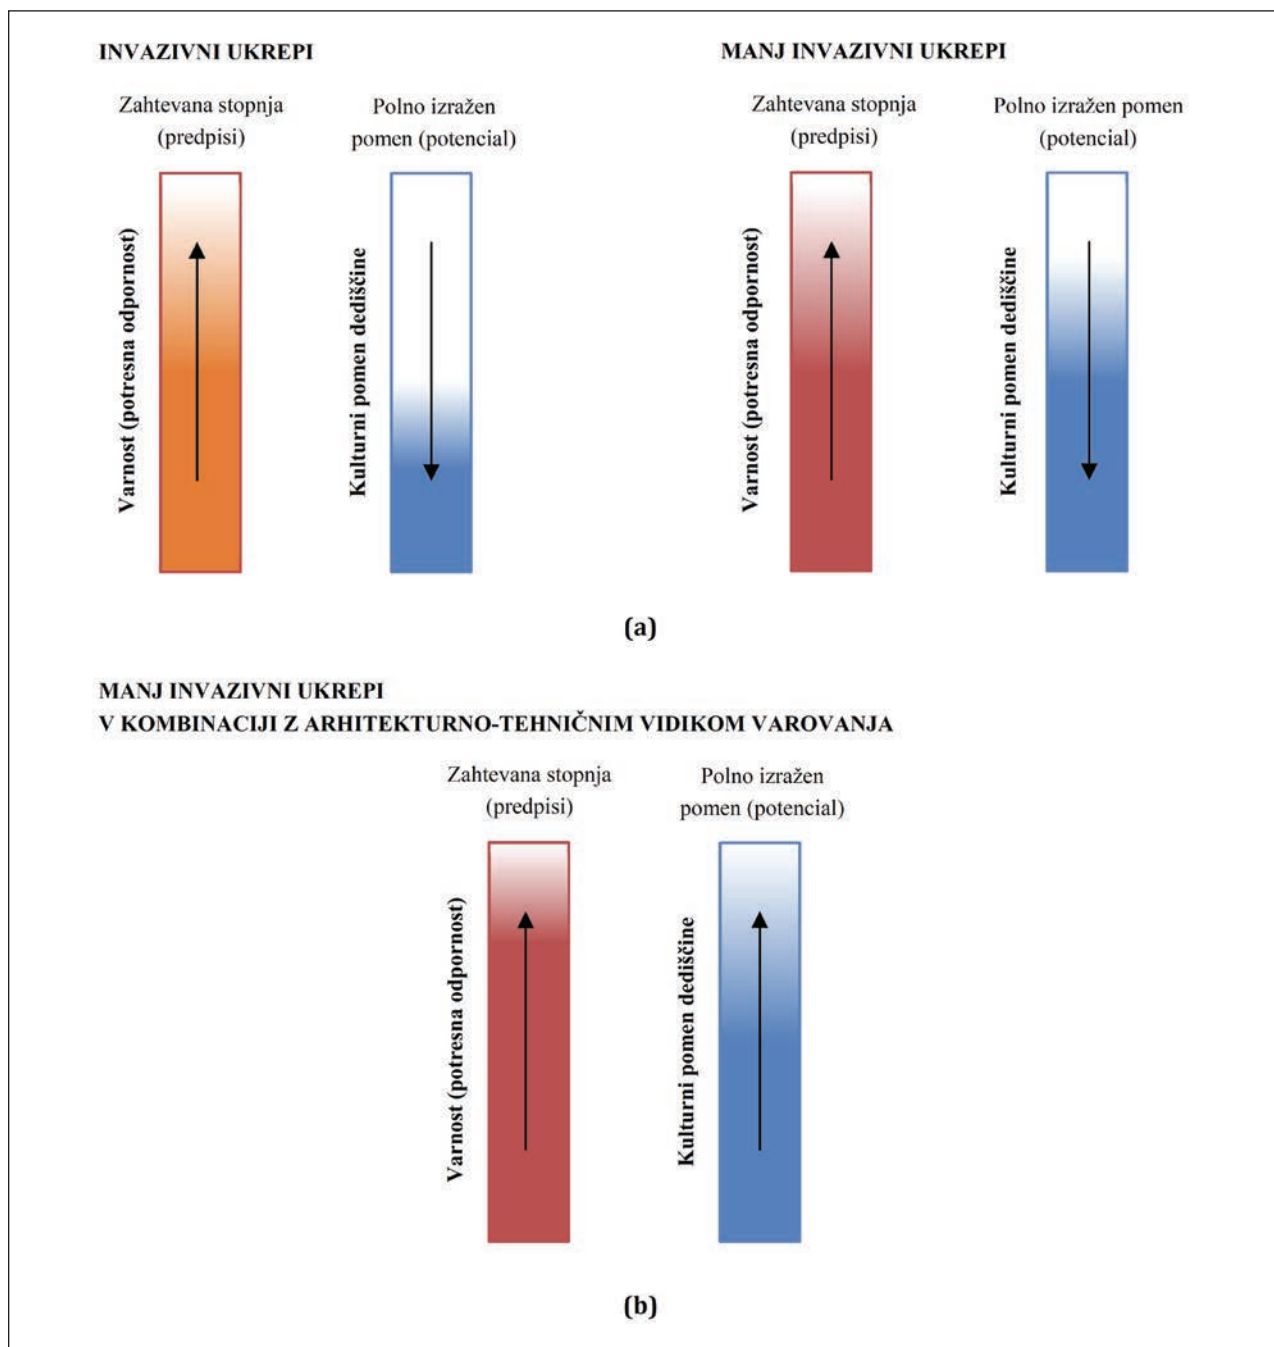 INVAZIVNI UKREPI
Zahtevana stopnja
(predpisi)
Polno izražen
pomen (potencial)
Varnost (potresna odpornost)
Kulturni pomen dediščine
MANJ INVAZIVNI UKREPI
Zahtevana stopnja
(predpisi)
Polno izražen pomen
(potencial)
Varnost (potresna odpornost)
Kulturni pomen dediščine
(a)
MANJ INVAZIVNI UKREPI
V KOMBINACIJI Z ARHITEKTURNO-TEHNIČNIM VIDIKOM VAROVANJA
Zahtevana stopnja
(predpisi)
Polno izražen
pomen (potencial)
Varnost (potresna odpornost)
Kulturni pomen dediščine
(b)